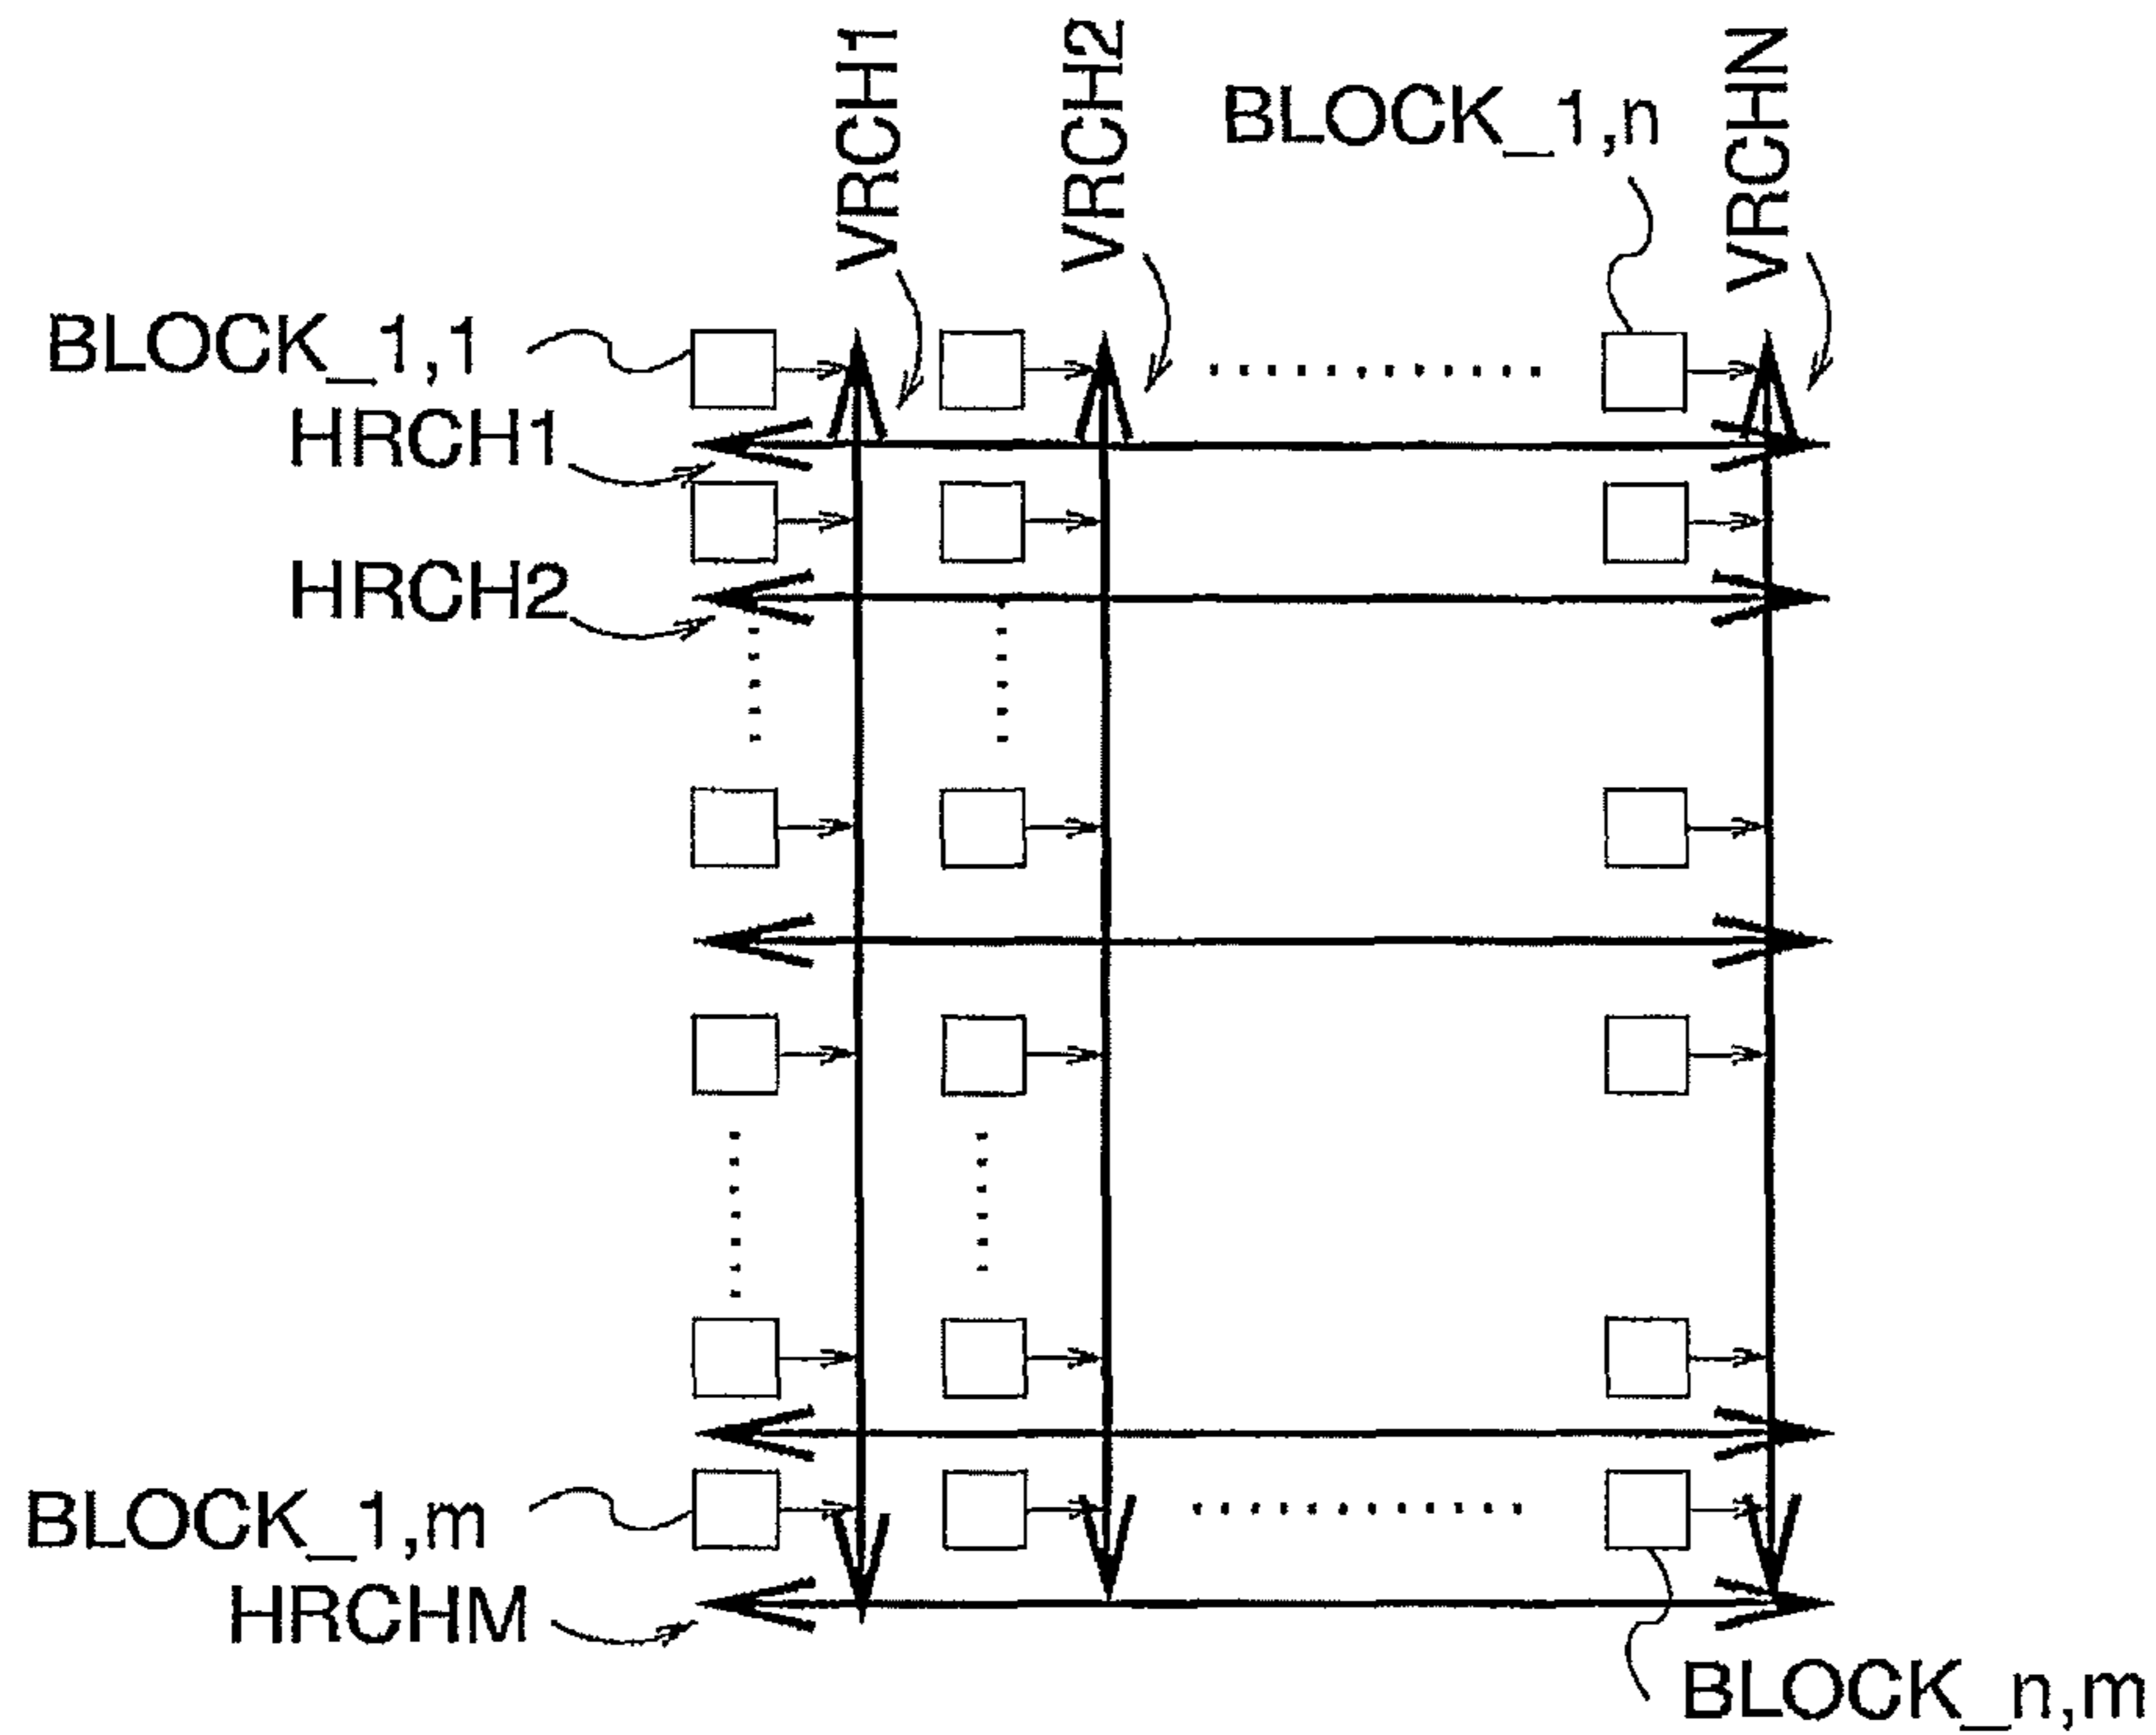 VRCH1
VRCH2
BLOCK_1,n
VRCHN
BLOCK_1,1
HRCH1
HRCH2
BLOCK_1,m
HRCHM
BLOCK_n,m